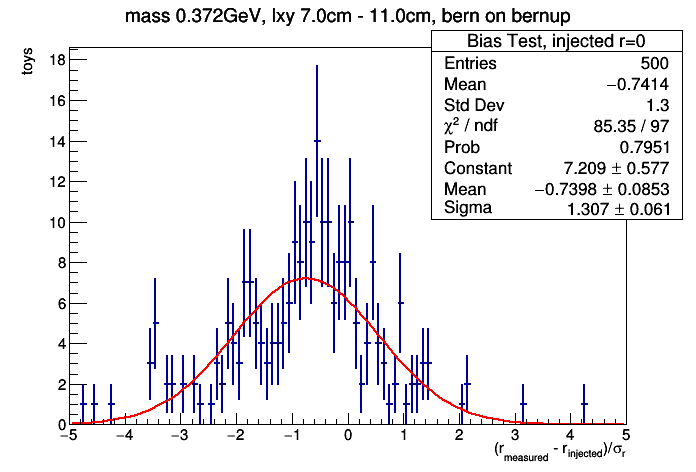 mass 0.372GeV, lxy 7.0cm - 11.0cm, bern on bernup
Bias Test, injected r=0
Entries 500
Mean −0.7414
Std Dev 1.3
χ² / ndf 85.35 / 97
Prob 0.7951
Constant 7.209 ± 0.577
Mean −0.7398 ± 0.0853
Sigma 1.307 ± 0.061
toys
18
16
14
12
10
8
6
4
2
0
−5 −4 −3 −2 −1 0 1 2 3 4 5
(r_measured - r_injected)/σ_r